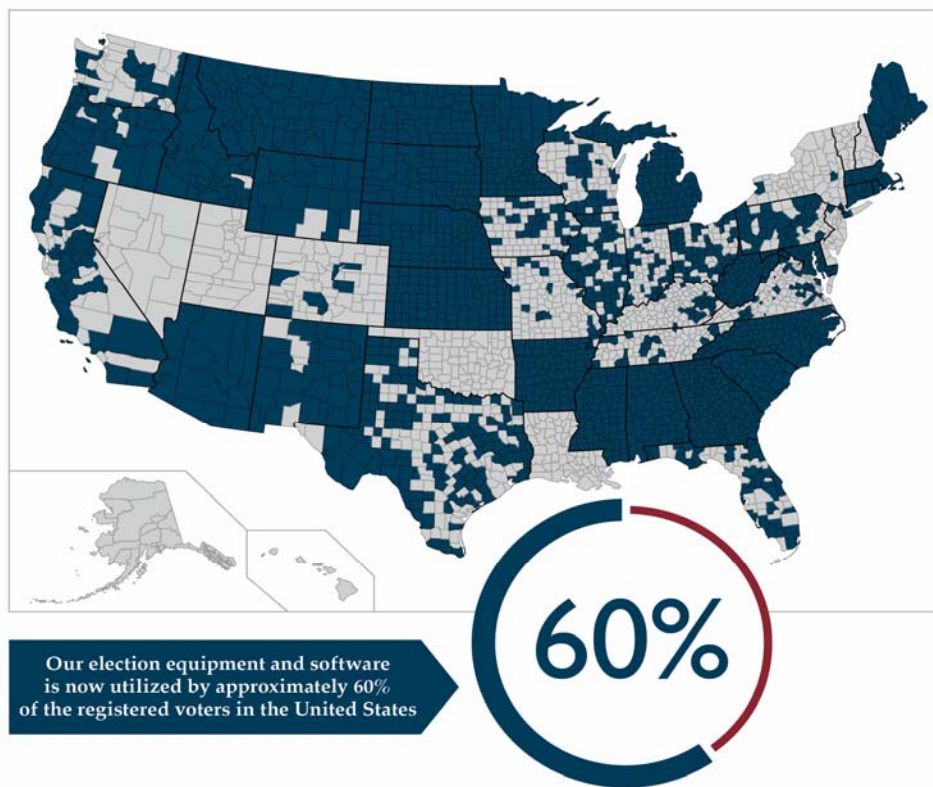 60%
Our election equipment and software
is now utilized by approximately 60%
of the registered voters in the United States